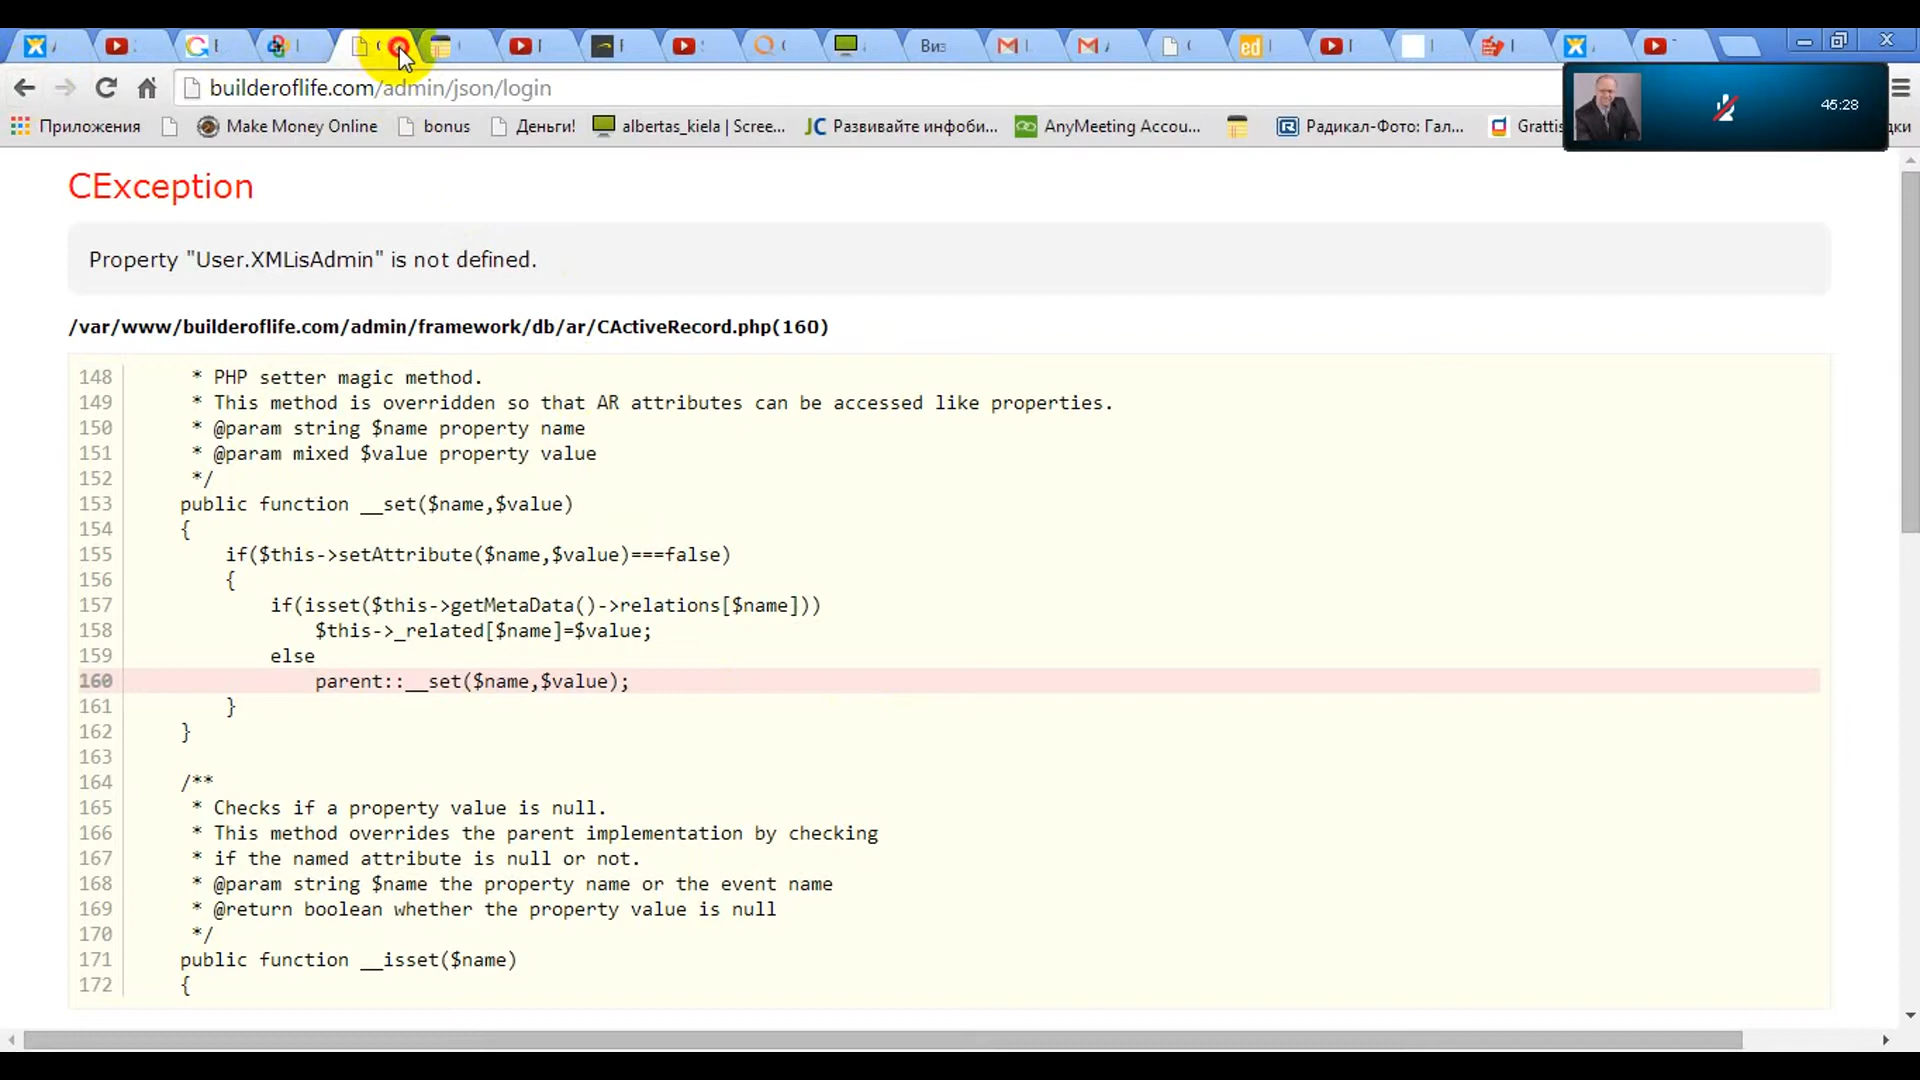 Виз
ed
builderoflife.com/admin/json/login
45:28
Приложения
Make Money Online
bonus
Деньги!
albertas_kiela | Scree...
JC Развивайте инфоби...
AnyMeeting Accou...
Радикал-Фото: Гал...
Grattis
дки
CException
Property "User.XMLisAdmin" is not defined.
/var/www/builderoflife.com/admin/framework/db/ar/CActiveRecord.php(160)
148 * PHP setter magic method.
149 * This method is overridden so that AR attributes can be accessed like properties.
150 * @param string $name property name
151 * @param mixed $value property value
152 */
153 public function __set($name,$value)
154 {
155 if($this->setAttribute($name,$value)===false)
156 {
157 if(isset($this->getMetaData()->relations[$name]))
158 $this->_related[$name]=$value;
159 else
160 parent::__set($name,$value);
161 }
162 }
163
164 /**
165 * Checks if a property value is null.
166 * This method overrides the parent implementation by checking
167 * if the named attribute is null or not.
168 * @param string $name the property name or the event name
169 * @return boolean whether the property value is null
170 */
171 public function __isset($name)
172 {